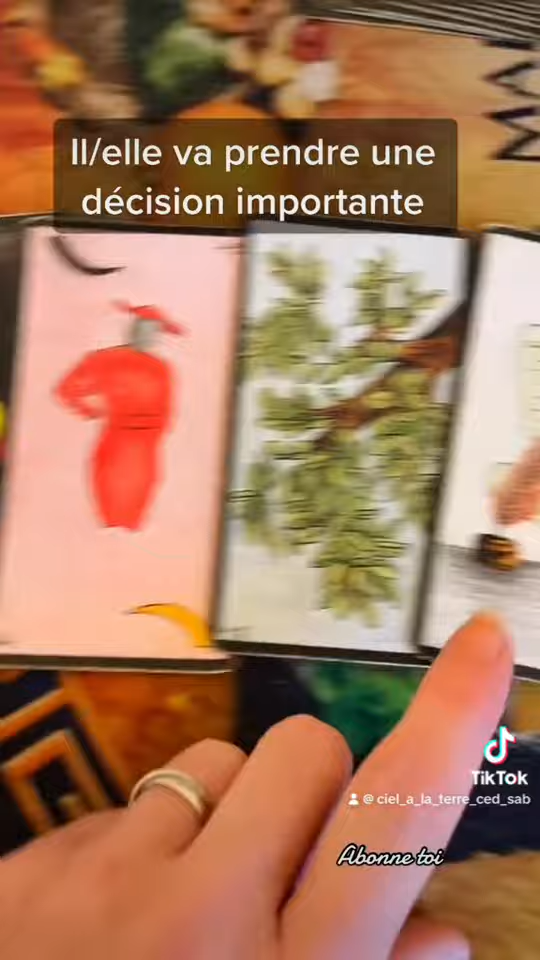 Il/elle va prendre une
décision importante
TikTok
@ ciel_a_la_terre_ced_sab
Abonne toi